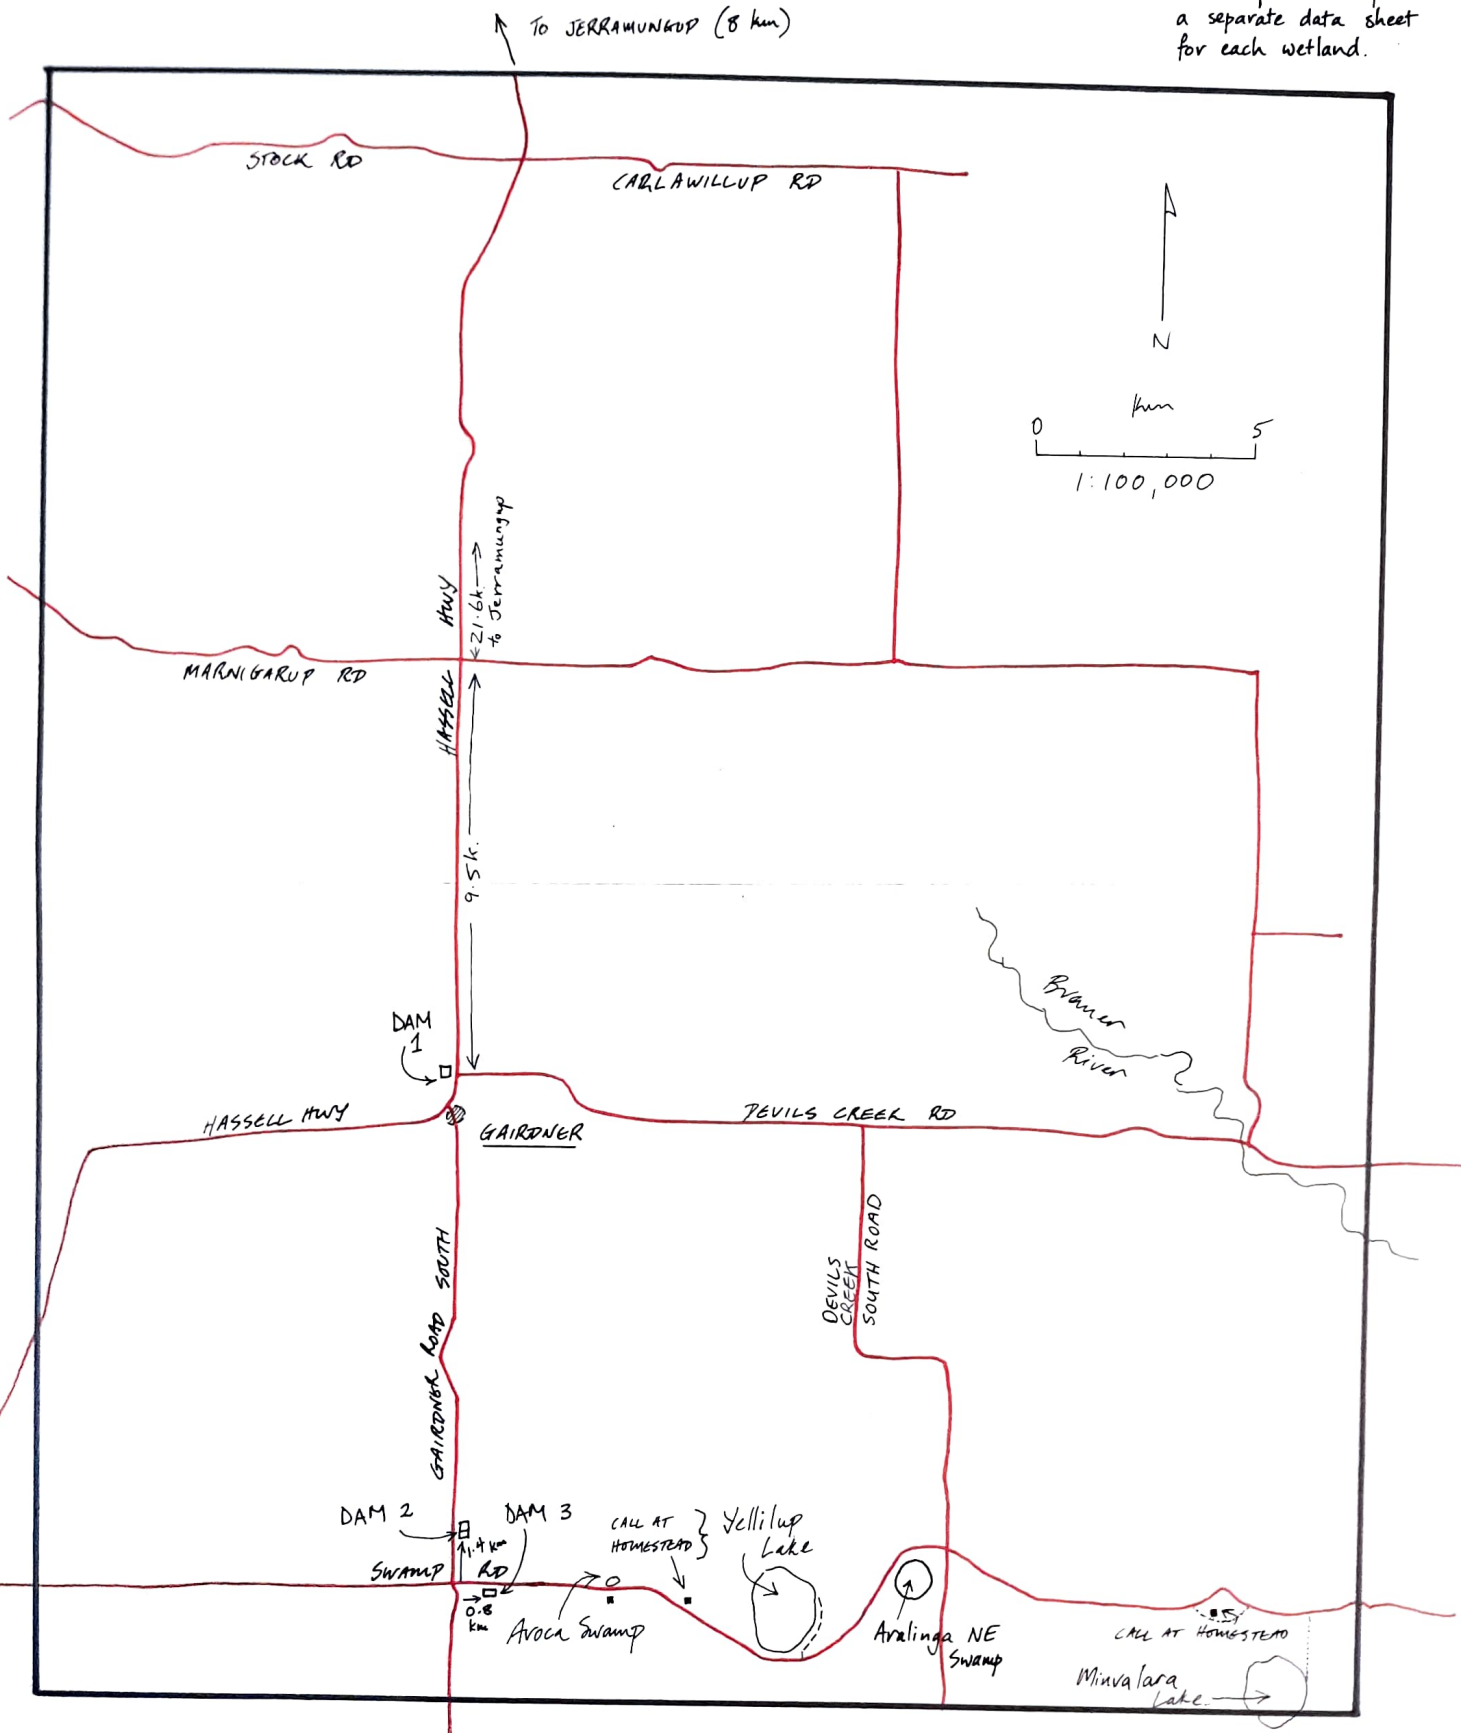 TO JERRAMUNGUP (8 km)
a separate data sheet
for each wetland.
STOCK RD
CARLAWILLUP RD
N
km
0 5
1:100,000
HASSELL HWY
21.6k.
to Jerramungup
MARNIGARUP RD
9.5k.
DAM
1
Bramer
River
HASSELL HWY
GAIRDNER
DEVILS CREEK RD
GAIRDNER ROAD SOUTH
DEVILS
CREEK
SOUTH ROAD
DAM 2
DAM 3
1.4 km
CALL AT
HOMESTEAD
Yellilup
Lake
SWAMP RD
0.8
km
Aroca Swamp
Aralinga NE
Swamp
CALL AT HOMESTEAD
Minvalara
Lake